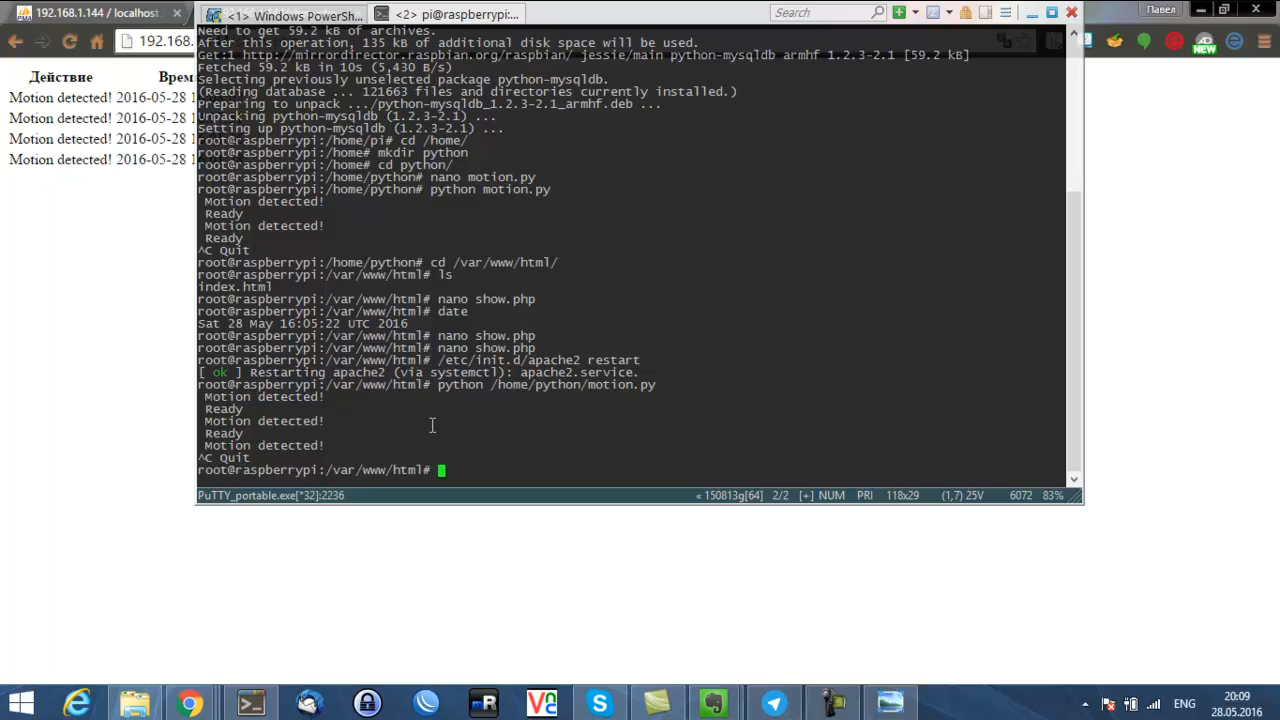 192.168.1.144 / localhost
<1> Windows PowerSh...
<2> pi@raspberrypi:...
Search
Павел
192.168.
NEW
Действие Врем
Motion detected! 2016-05-28 1
Motion detected! 2016-05-28 1
Motion detected! 2016-05-28 1
Motion detected! 2016-05-28 1
Need to get 59.2 kB of archives.
After this operation, 135 kB of additional disk space will be used.
Get:1 http://mirrordirector.raspbian.org/raspbian/ jessie/main python-mysqldb armhf 1.2.3-2.1 [59.2 kB]
Fetched 59.2 kB in 10s (5,430 B/s)
Selecting previously unselected package python-mysqldb.
(Reading database ... 121663 files and directories currently installed.)
Preparing to unpack .../python-mysqldb_1.2.3-2.1_armhf.deb ...
Unpacking python-mysqldb (1.2.3-2.1) ...
Setting up python-mysqldb (1.2.3-2.1) ...
root@raspberrypi:/home/pi# cd /home/
root@raspberrypi:/home# mkdir python
root@raspberrypi:/home# cd python/
root@raspberrypi:/home/python# nano motion.py
root@raspberrypi:/home/python# python motion.py
Motion detected!
Ready
Motion detected!
Ready
^C Quit
root@raspberrypi:/home/python# cd /var/www/html/
root@raspberrypi:/var/www/html# ls
index.html
root@raspberrypi:/var/www/html# nano show.php
root@raspberrypi:/var/www/html# date
Sat 28 May 16:05:22 UTC 2016
root@raspberrypi:/var/www/html# nano show.php
root@raspberrypi:/var/www/html# nano show.php
root@raspberrypi:/var/www/html# /etc/init.d/apache2 restart
[ ok ] Restarting apache2 (via systemctl): apache2.service.
root@raspberrypi:/var/www/html# python /home/python/motion.py
Motion detected!
Ready
Motion detected!
Ready
Motion detected!
^C Quit
root@raspberrypi:/var/www/html#
PuTTY_portable.exe[*32]:2236
« 150813g[64] 2/2 [+] NUM PRI 118x29 (1,7) 25V 6072 83%
ENG
20:09
28.05.2016